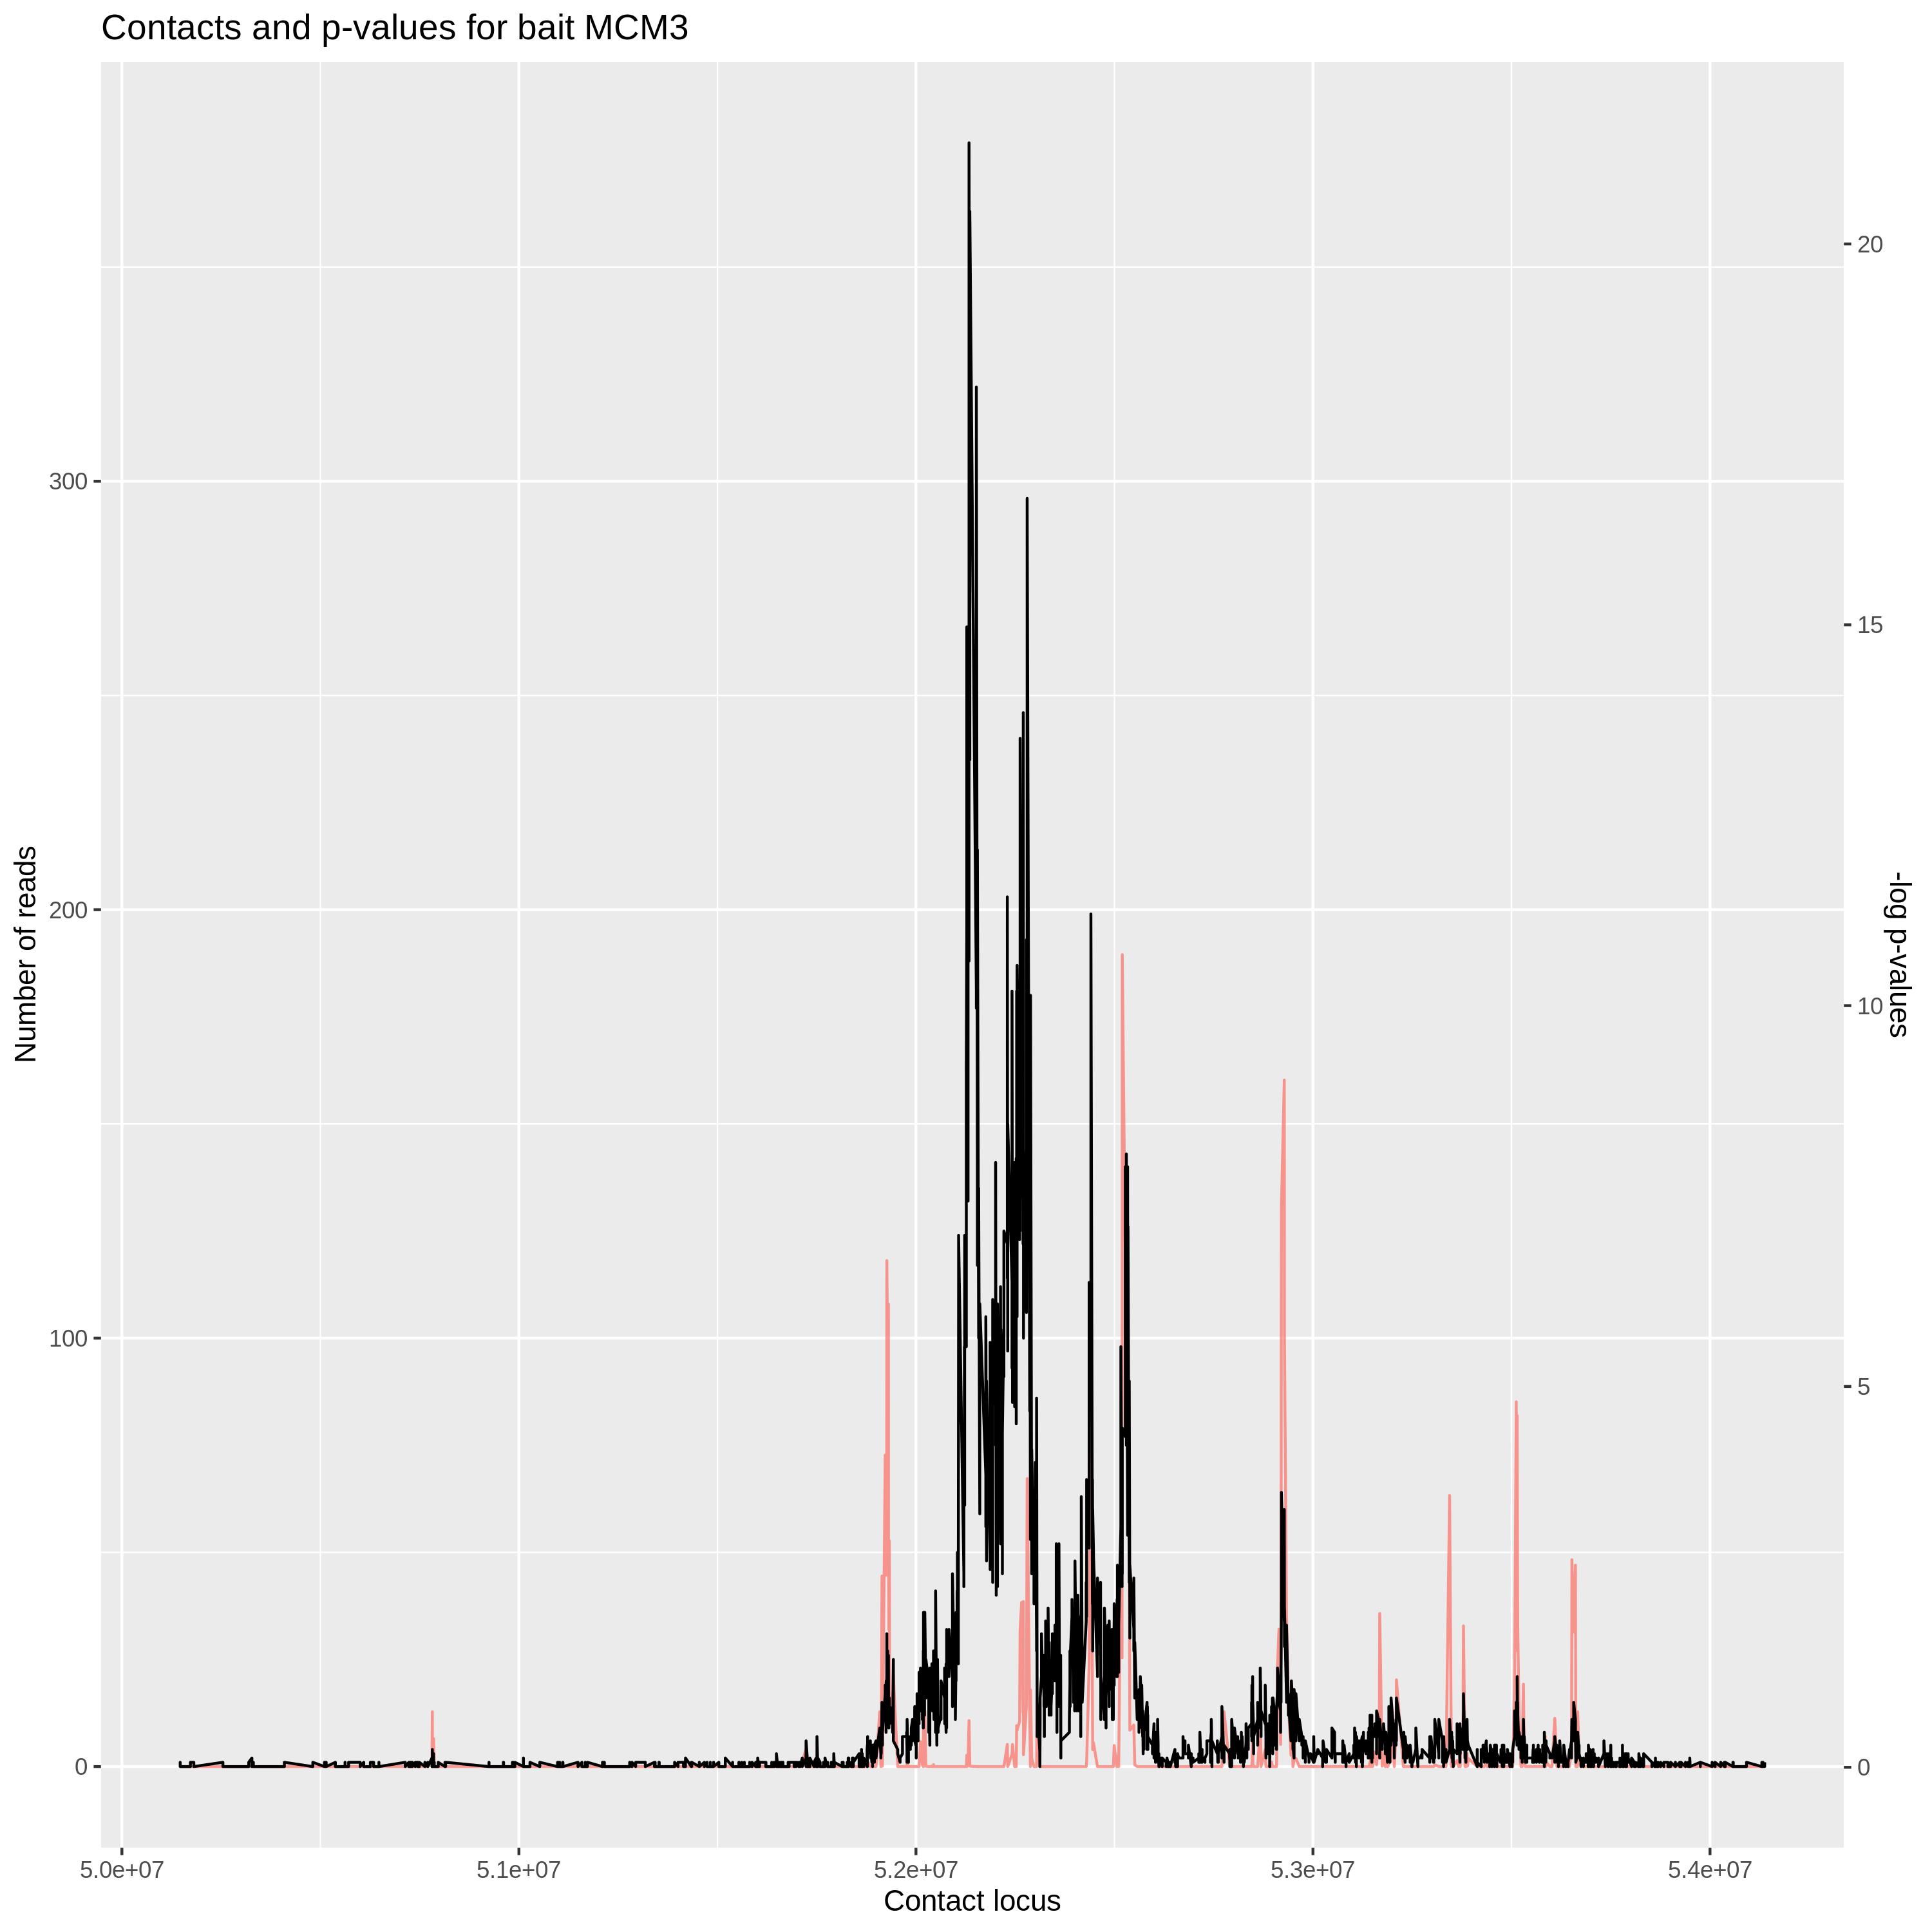 Contacts and p-values for bait MCM3
Number of reads
300
200
100
0
20
15
10
5
0
-log p-values
5.0e+07 5.1e+07 5.2e+07 5.3e+07 5.4e+07
Contact locus